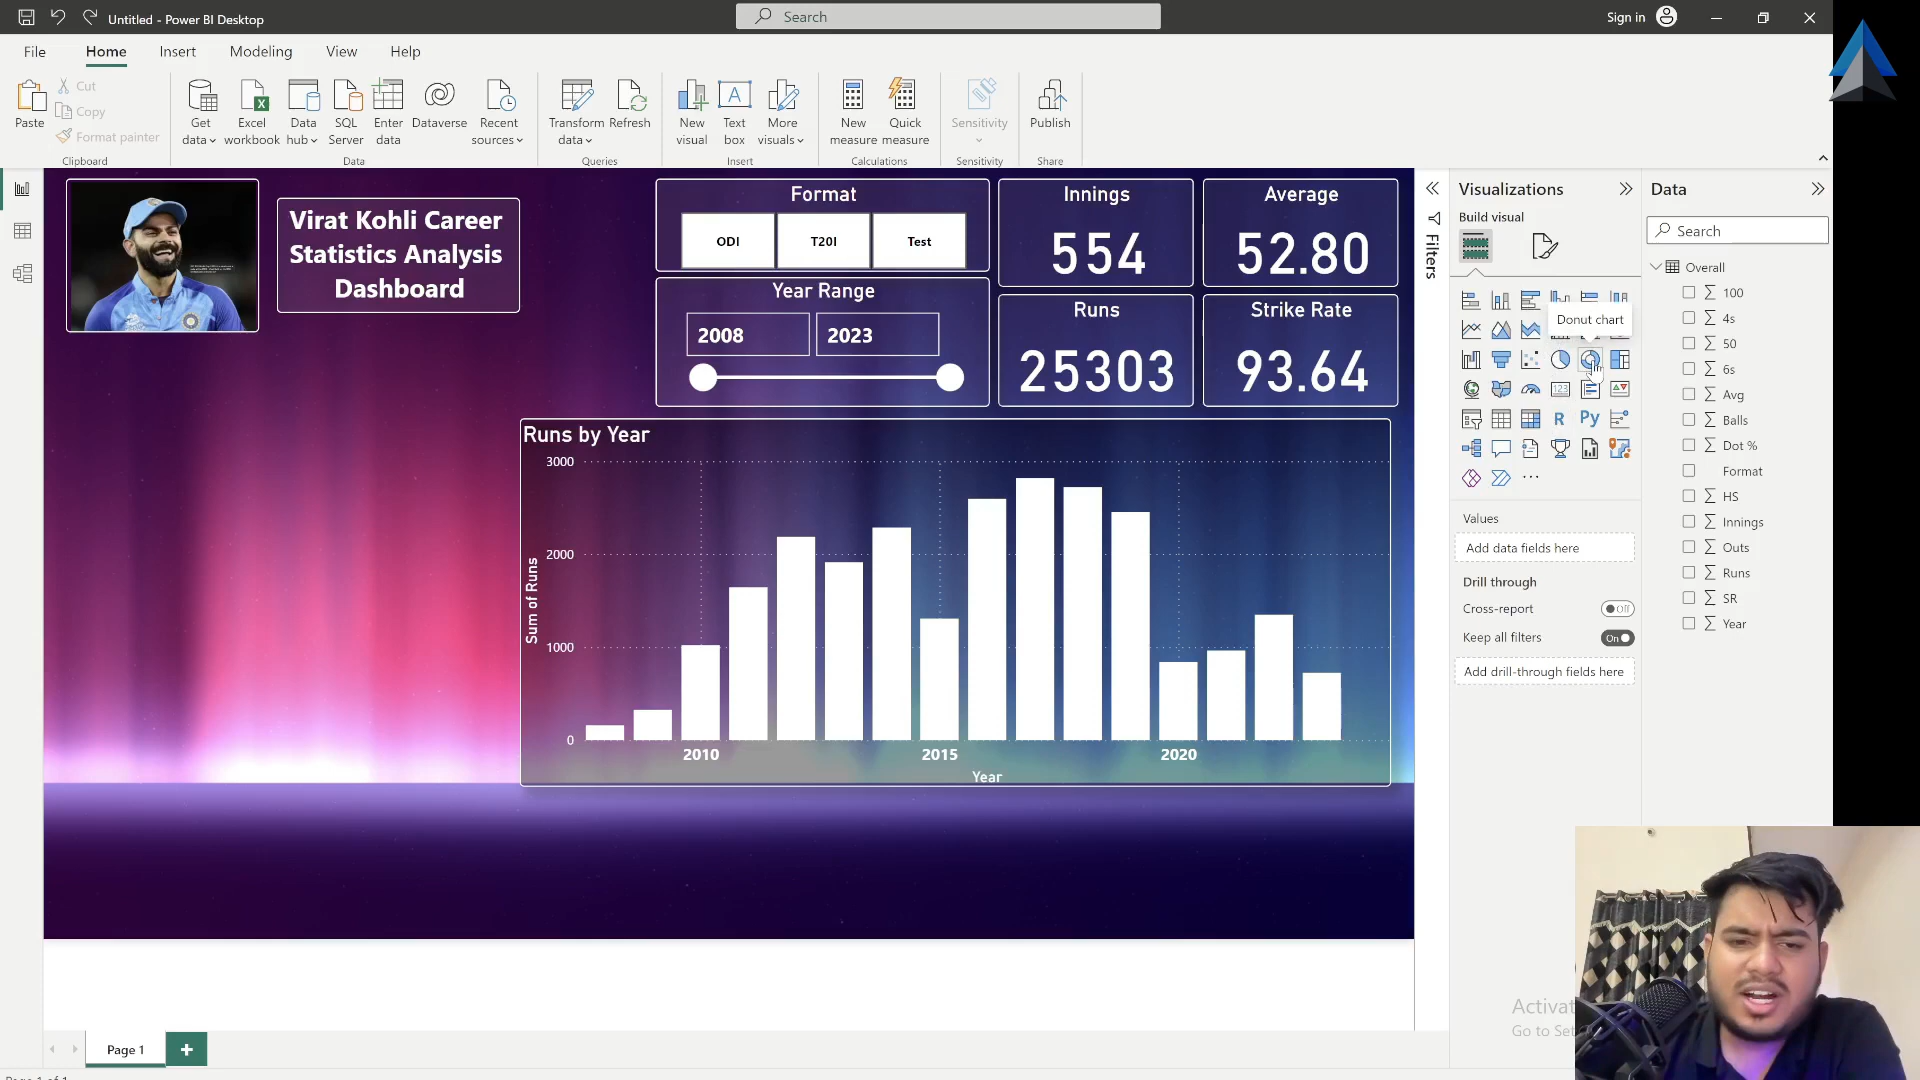 Untitled - Power BI Desktop
Search
Sign in
File
Home
Insert
Modeling
View
Help
Paste
Cut
Copy
Format painter
Clipboard
Get data
Excel workbook
Data hub
SQL Server
Enter data
Dataverse
Recent sources
Data
Transform data
Refresh
Queries
New visual
Text box
More visuals
Insert
New measure
Quick measure
Calculations
Sensitivity
Sensitivity
Publish
Share
Virat Kohli Career
Statistics Analysis
Dashboard
Format
ODI
T20I
Test
Year Range
2008
2023
Innings
554
Average
52.80
Runs
25303
Strike Rate
93.64
Runs by Year
3000
2000
1000
0
Sum of Runs
2010
2015
2020
Year
Filters
Visualizations
Build visual
Donut chart
123
R
Py
Values
Add data fields here
Drill through
Cross-report
Off
Keep all filters
On
Add drill-through fields here
Data
Search
Overall
100
4s
50
6s
Avg
Balls
Dot %
Format
HS
Innings
Outs
Runs
SR
Year
Page 1
Page 1 of 1